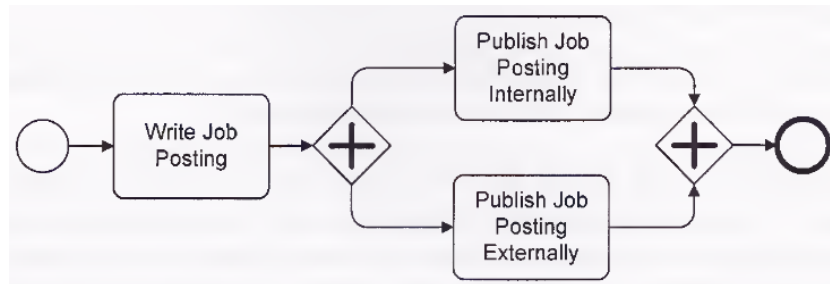 Write Job
Posting
Publish Job
Posting
Internally
Publish Job
Posting
Externally